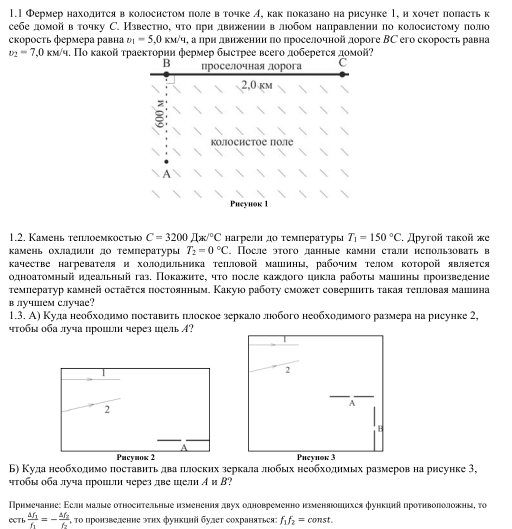 1.1 Фермер находится в колосистом поле в точке A, как показано на рисунке 1, и хочет попасть к
себе домой в точку C. Известно, что при движении в любом направлении по колосистому полю
скорость фермера равна υ₁ = 5,0 км/ч, а при движении по проселочной дороге BC его скорость равна
υ₂ = 7,0 км/ч. По какой траектории фермер быстрее всего доберется домой?
B проселочная дорога C
2,0 км
600 м
колосистое поле
A
Рисунок 1
1.2. Камень теплоемкостью C = 3200 Дж/°C нагрели до температуры T₁ = 150 °C. Другой такой же
камень охладили до температуры T₂ = 0 °C. После этого данные камни стали использовать в
качестве нагревателя и холодильника тепловой машины, рабочим телом которой является
одноатомный идеальный газ. Покажите, что после каждого цикла работы машины произведение
температур камней остаётся постоянным. Какую работу сможет совершить такая тепловая машина
в лучшем случае?
1.3. А) Куда необходимо поставить плоское зеркало любого необходимого размера на рисунке 2,
чтобы оба луча прошли через щель A?
1
2
A
Рисунок 2
1
2
A
B
Рисунок 3
Б) Куда необходимо поставить два плоских зеркала любых необходимых размеров на рисунке 3,
чтобы оба луча прошли через две щели A и B?
Примечание: Если малые относительные изменения двух одновременно изменяющихся функций противоположны, то
есть Δf₁/f₁ = −Δf₂/f₂, то произведение этих функций будет сохраняться: f₁f₂ = const.